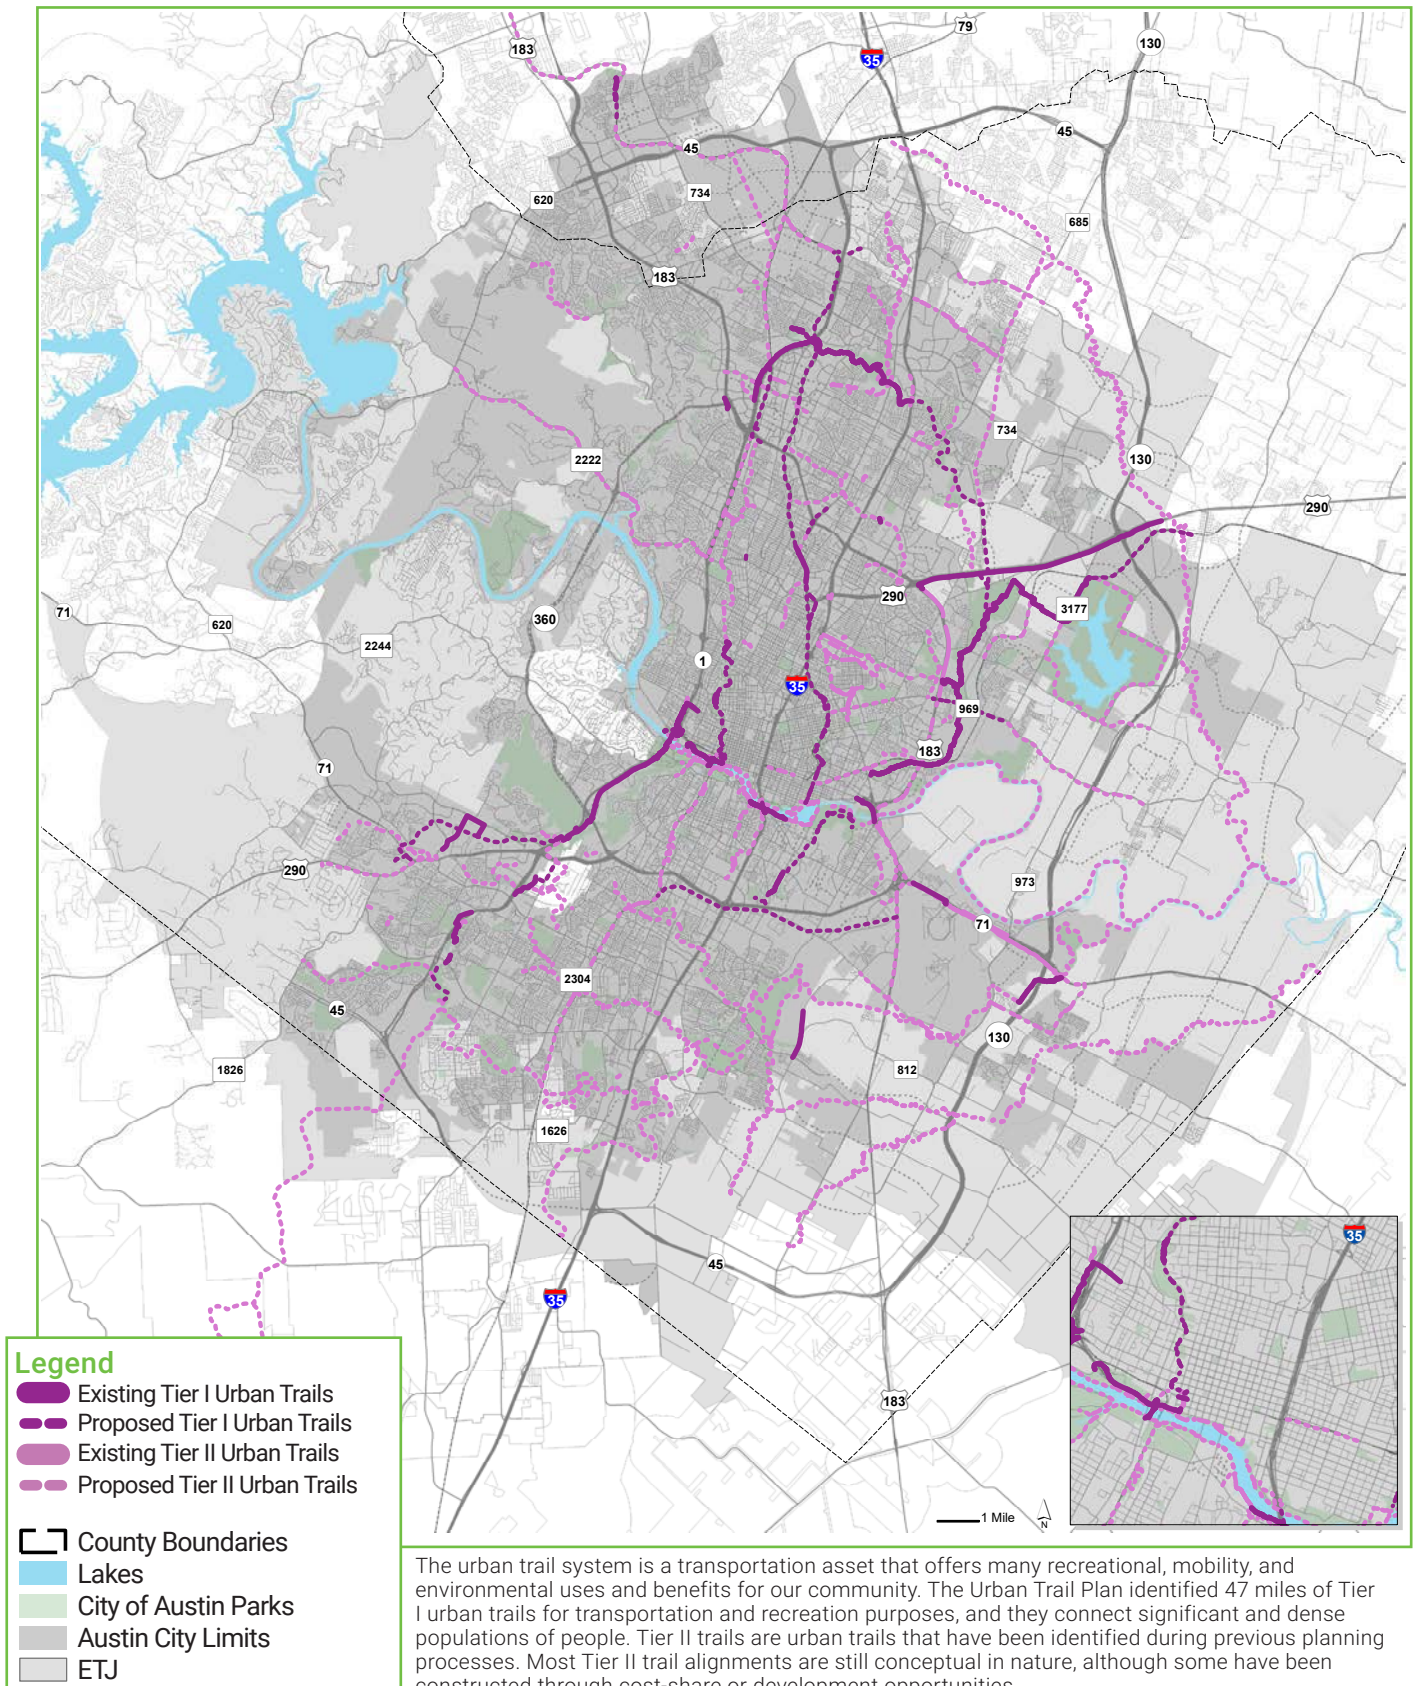 183
35
79
130
45
45
620
734
685
183
2222
734
130
290
71
620
2244
360
290
3177
1
35
969
183
71
290
973
71
2304
45
130
1826
812
1626
45
35
183
35
1 Mile
N
Legend
Existing Tier I Urban Trails
Proposed Tier I Urban Trails
Existing Tier II Urban Trails
Proposed Tier II Urban Trails
County Boundaries
Lakes
City of Austin Parks
Austin City Limits
ETJ
The urban trail system is a transportation asset that offers many recreational, mobility, and
environmental uses and benefits for our community. The Urban Trail Plan identified 47 miles of Tier
I urban trails for transportation and recreation purposes, and they connect significant and dense
populations of people. Tier II trails are urban trails that have been identified during previous planning
processes. Most Tier II trail alignments are still conceptual in nature, although some have been
constructed through cost-share or development opportunities